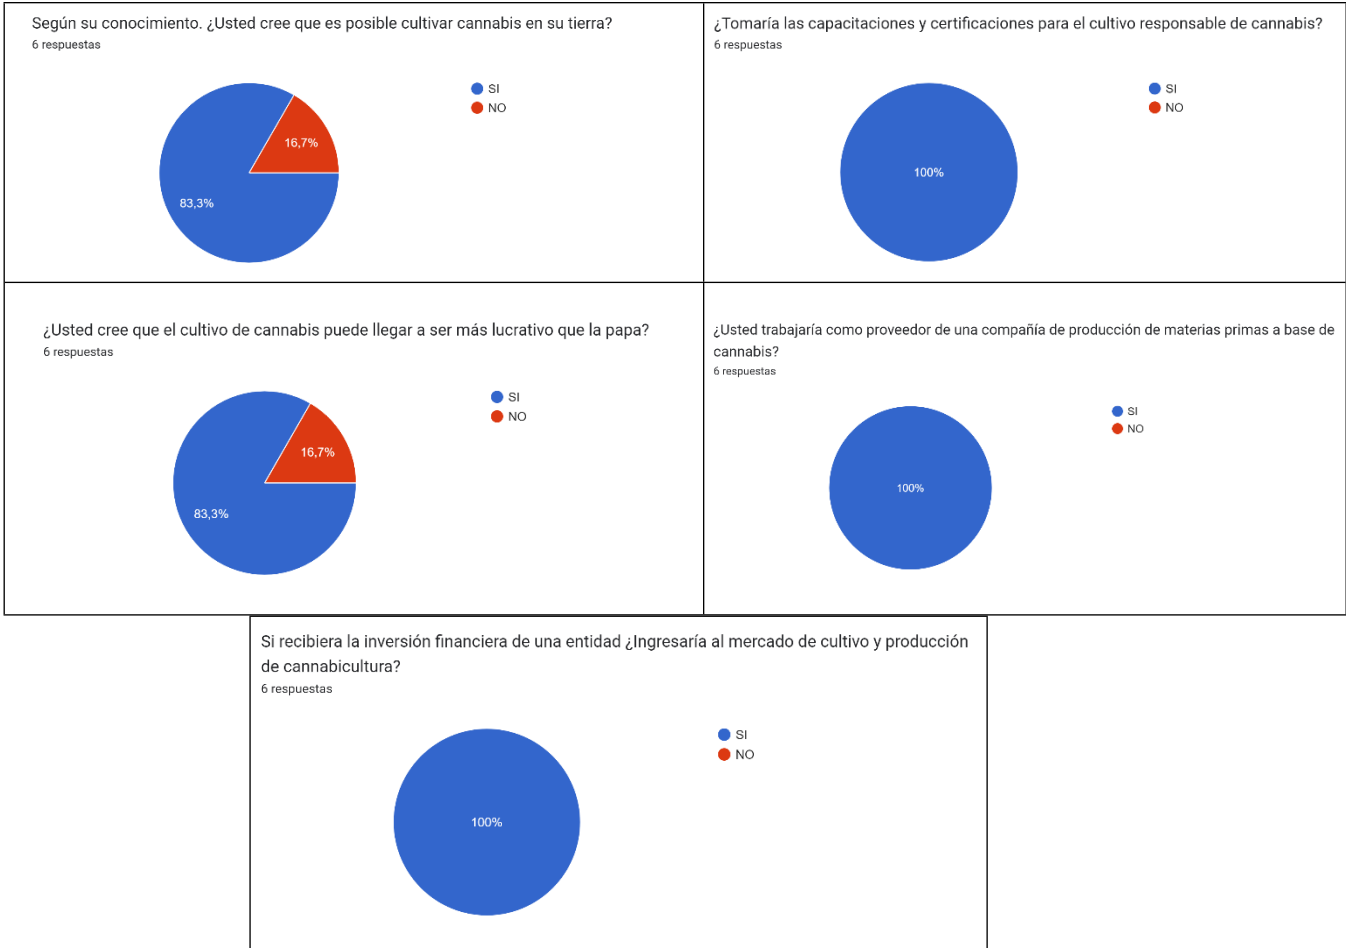 Según su conocimiento. ¿Usted cree que es posible cultivar cannabis en su tierra?
6 respuestas
SI
NO
16,7%
83,3%
¿Tomaría las capacitaciones y certificaciones para el cultivo responsable de cannabis?
6 respuestas
SI
NO
100%
¿Usted cree que el cultivo de cannabis puede llegar a ser más lucrativo que la papa?
6 respuestas
SI
NO
16,7%
83,3%
¿Usted trabajaría como proveedor de una compañía de producción de materias primas a base de
cannabis?
6 respuestas
SI
NO
100%
Si recibiera la inversión financiera de una entidad ¿Ingresaría al mercado de cultivo y producción
de cannabicultura?
6 respuestas
SI
NO
100%